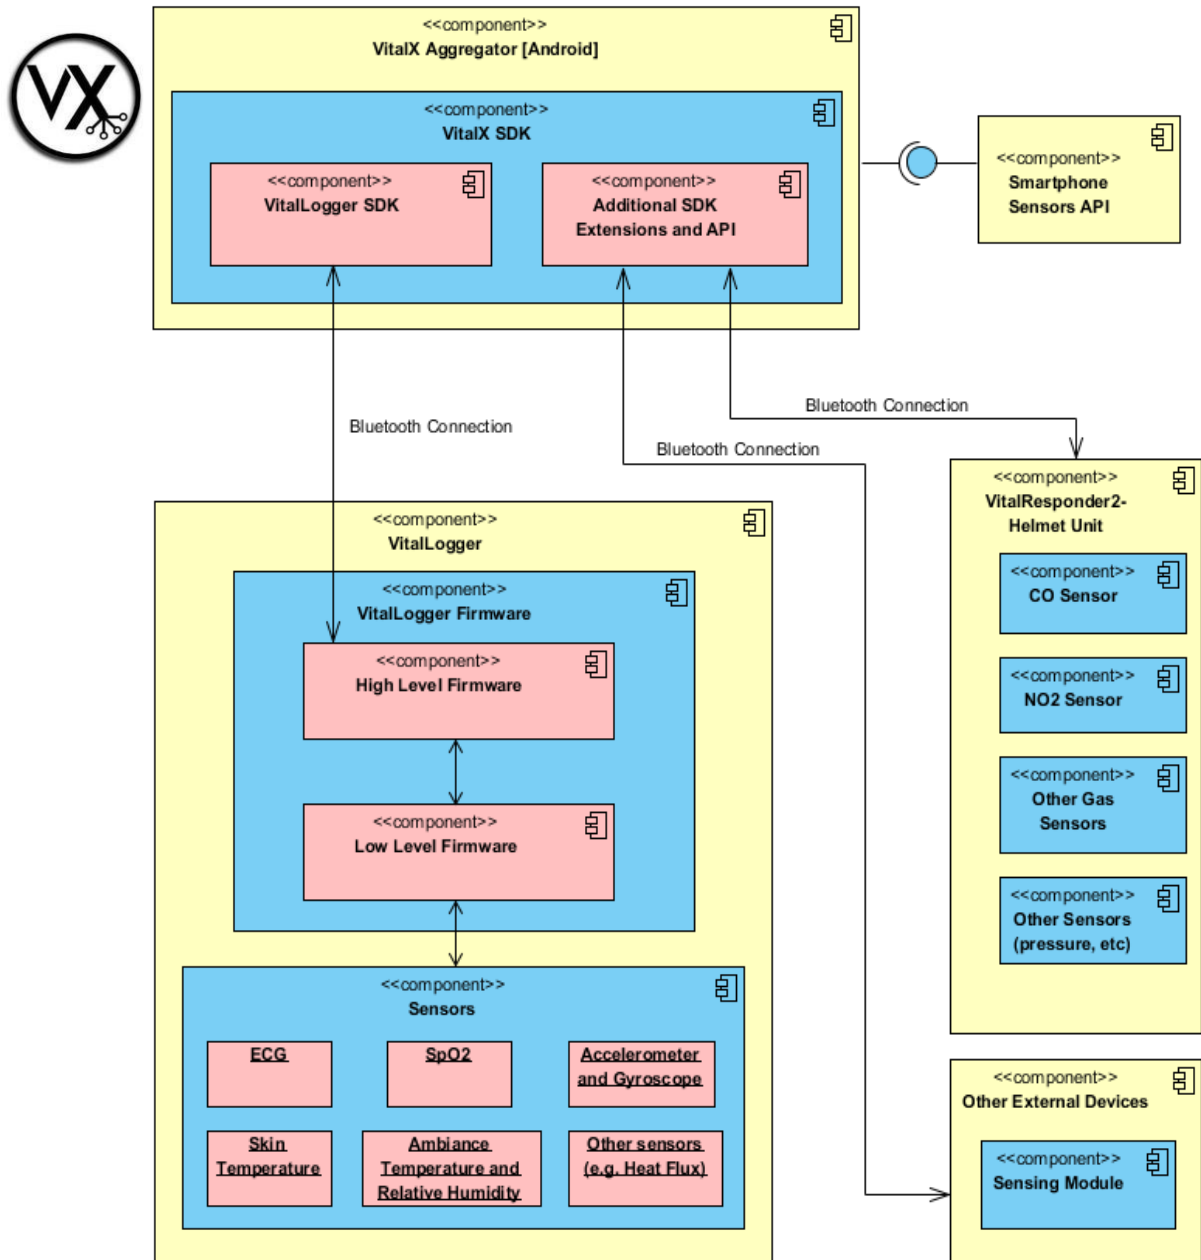 VX
<<component>>
VitalX Aggregator [Android]
<<component>>
VitalX SDK
<<component>>
VitalLogger SDK
<<component>>
Additional SDK
Extensions and API
<<component>>
Smartphone
Sensors API
Bluetooth Connection
Bluetooth Connection
Bluetooth Connection
<<component>>
VitalLogger
<<component>>
VitalLogger Firmware
<<component>>
High Level Firmware
<<component>>
Low Level Firmware
<<component>>
Sensors
ECG
SpO2
Accelerometer
and Gyroscope
Skin
Temperature
Ambiance
Temperature and
Relative Humidity
Other sensors
(e.g. Heat Flux)
<<component>>
VitalResponder2-
Helmet Unit
<<component>>
CO Sensor
<<component>>
NO2 Sensor
<<component>>
Other Gas
Sensors
<<component>>
Other Sensors
(pressure, etc)
<<component>>
Other External Devices
<<component>>
Sensing Module